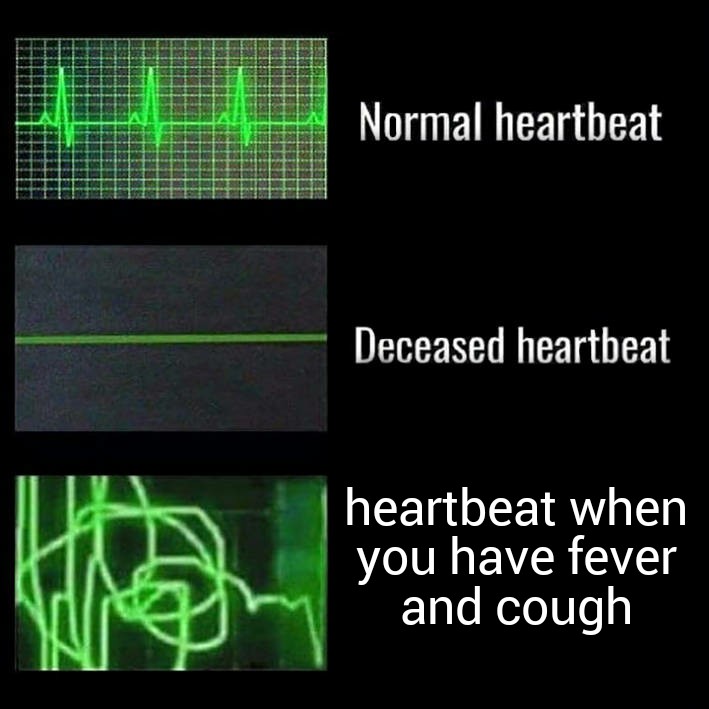 Normal heartbeat
Deceased heartbeat
heartbeat when
you have fever
and cough